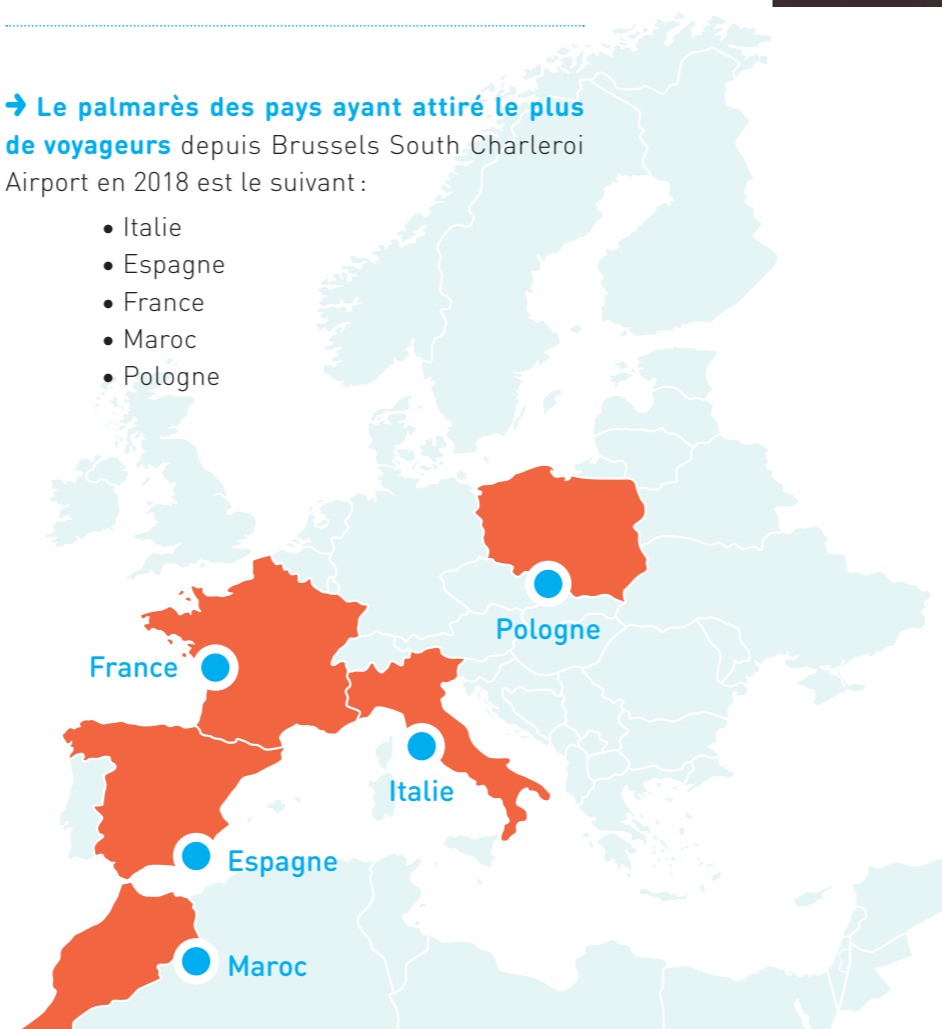 → Le palmarès des pays ayant attiré le plus
de voyageurs depuis Brussels South Charleroi
Airport en 2018 est le suivant :
• Italie
• Espagne
• France
• Maroc
• Pologne
Pologne
France
Italie
Espagne
Maroc